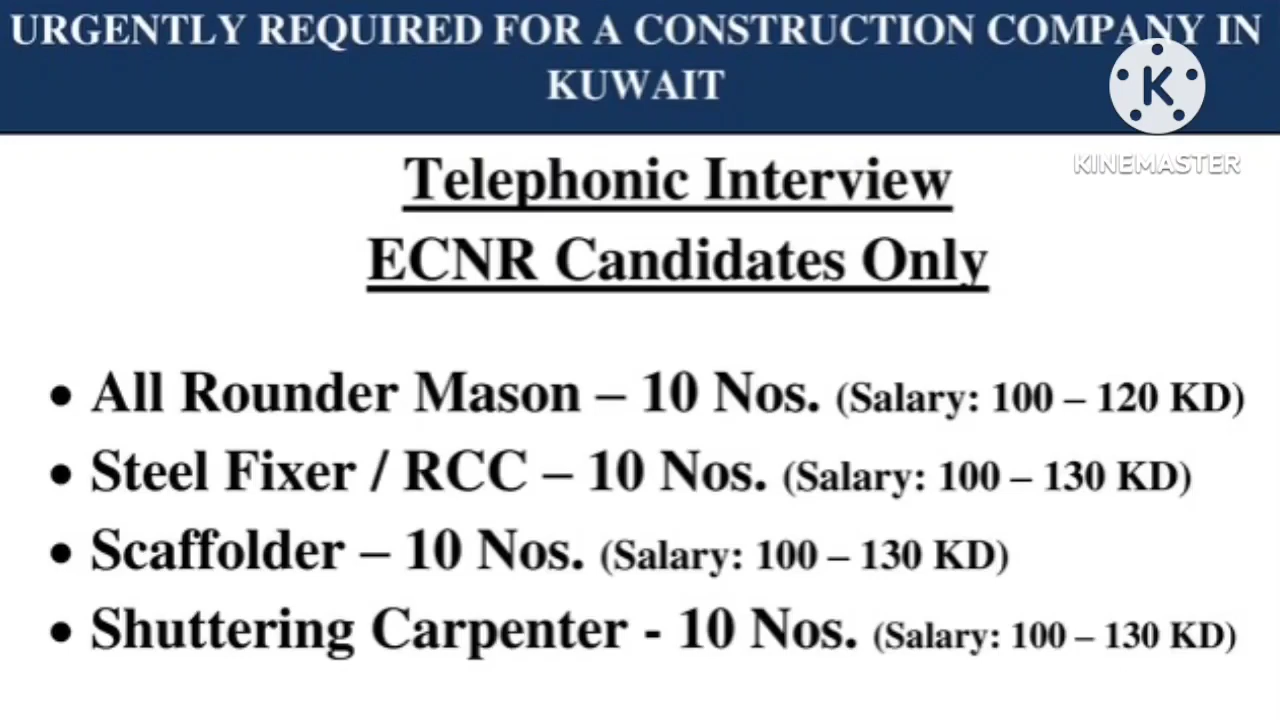 URGENTLY REQUIRED FOR A CONSTRUCTION COMPANY IN
KUWAIT
K
KINEMASTER
Telephonic Interview
ECNR Candidates Only
• All Rounder Mason – 10 Nos. (Salary: 100 – 120 KD)
• Steel Fixer / RCC – 10 Nos. (Salary: 100 – 130 KD)
• Scaffolder – 10 Nos. (Salary: 100 – 130 KD)
• Shuttering Carpenter - 10 Nos. (Salary: 100 – 130 KD)